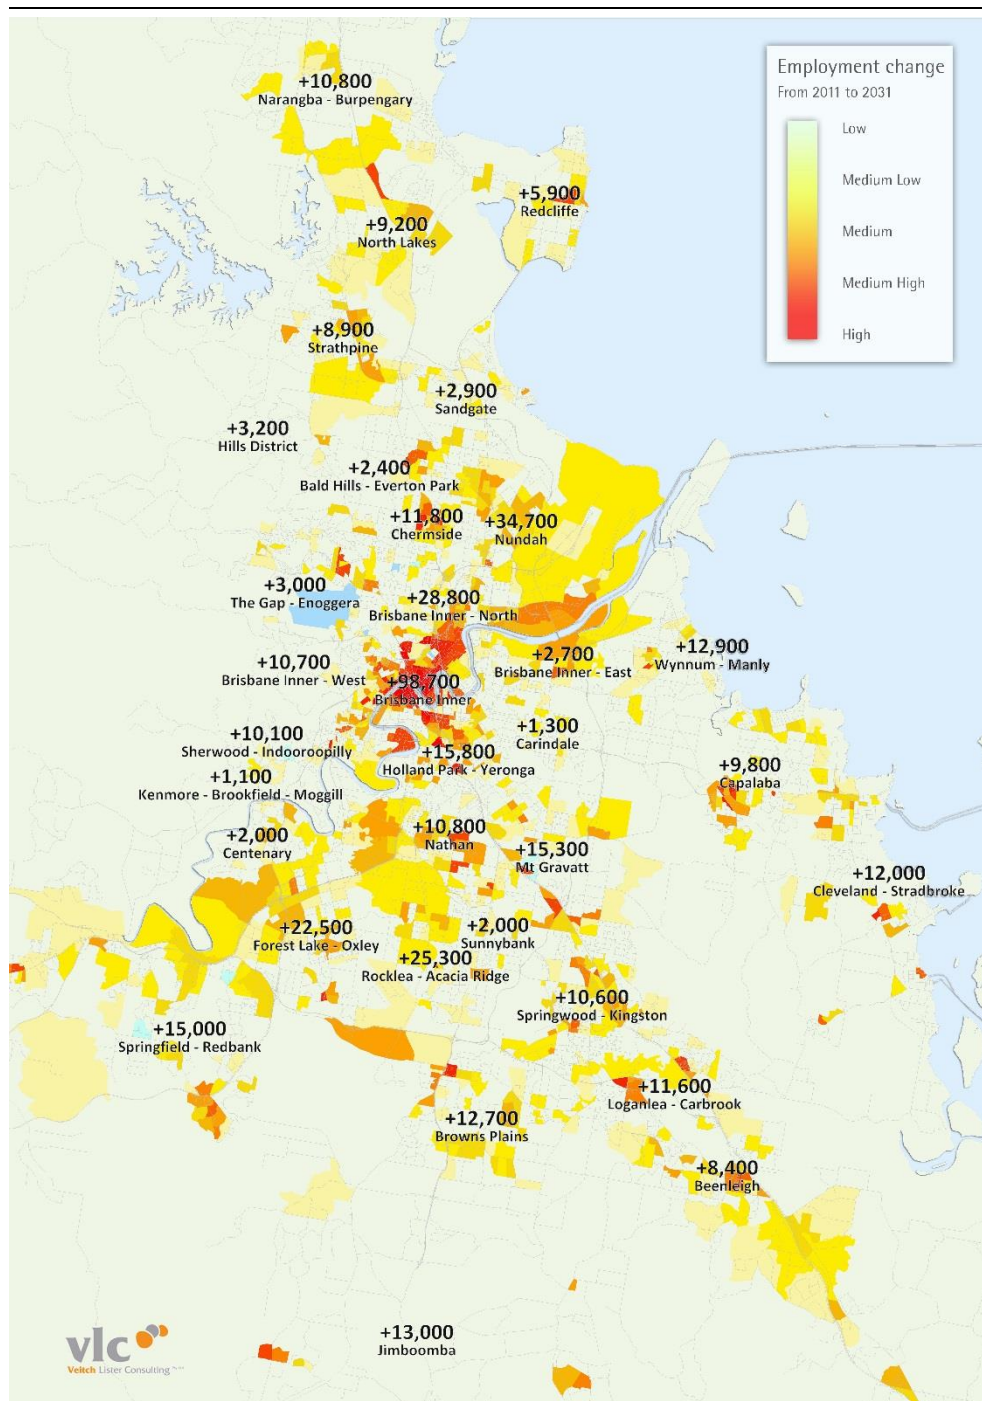 Employment change
From 2011 to 2031
Low
Medium Low
Medium
Medium High
High
+10,800
Narangba - Burpengary
+5,900
Redcliffe
+9,200
North Lakes
+8,900
Strathpine
+2,900
Sandgate
+3,200
Hills District
+2,400
Bald Hills - Everton Park
+11,800
Chermside
+34,700
Nundah
+3,000
The Gap - Enoggera
+28,800
Brisbane Inner - North
+2,700
Brisbane Inner - East
+12,900
Wynnum - Manly
+10,700
Brisbane Inner - West
+98,700
Brisbane Inner
+1,300
Carindale
+10,100
Sherwood - Indooroopilly
+15,800
Holland Park - Yeronga
+9,800
Capalaba
+1,100
Kenmore - Brookfield - Moggill
+2,000
Centenary
+10,800
Nathan
+15,300
Mt Gravatt
+12,000
Cleveland - Stradbroke
+22,500
Forest Lake - Oxley
+2,000
Sunnybank
+25,300
Rocklea - Acacia Ridge
+10,600
Springwood - Kingston
+15,000
Springfield - Redbank
+11,600
Loganlea - Carbrook
+12,700
Browns Plains
+8,400
Beenleigh
+13,000
Jimboomba
vlc
Veitch Lister Consulting